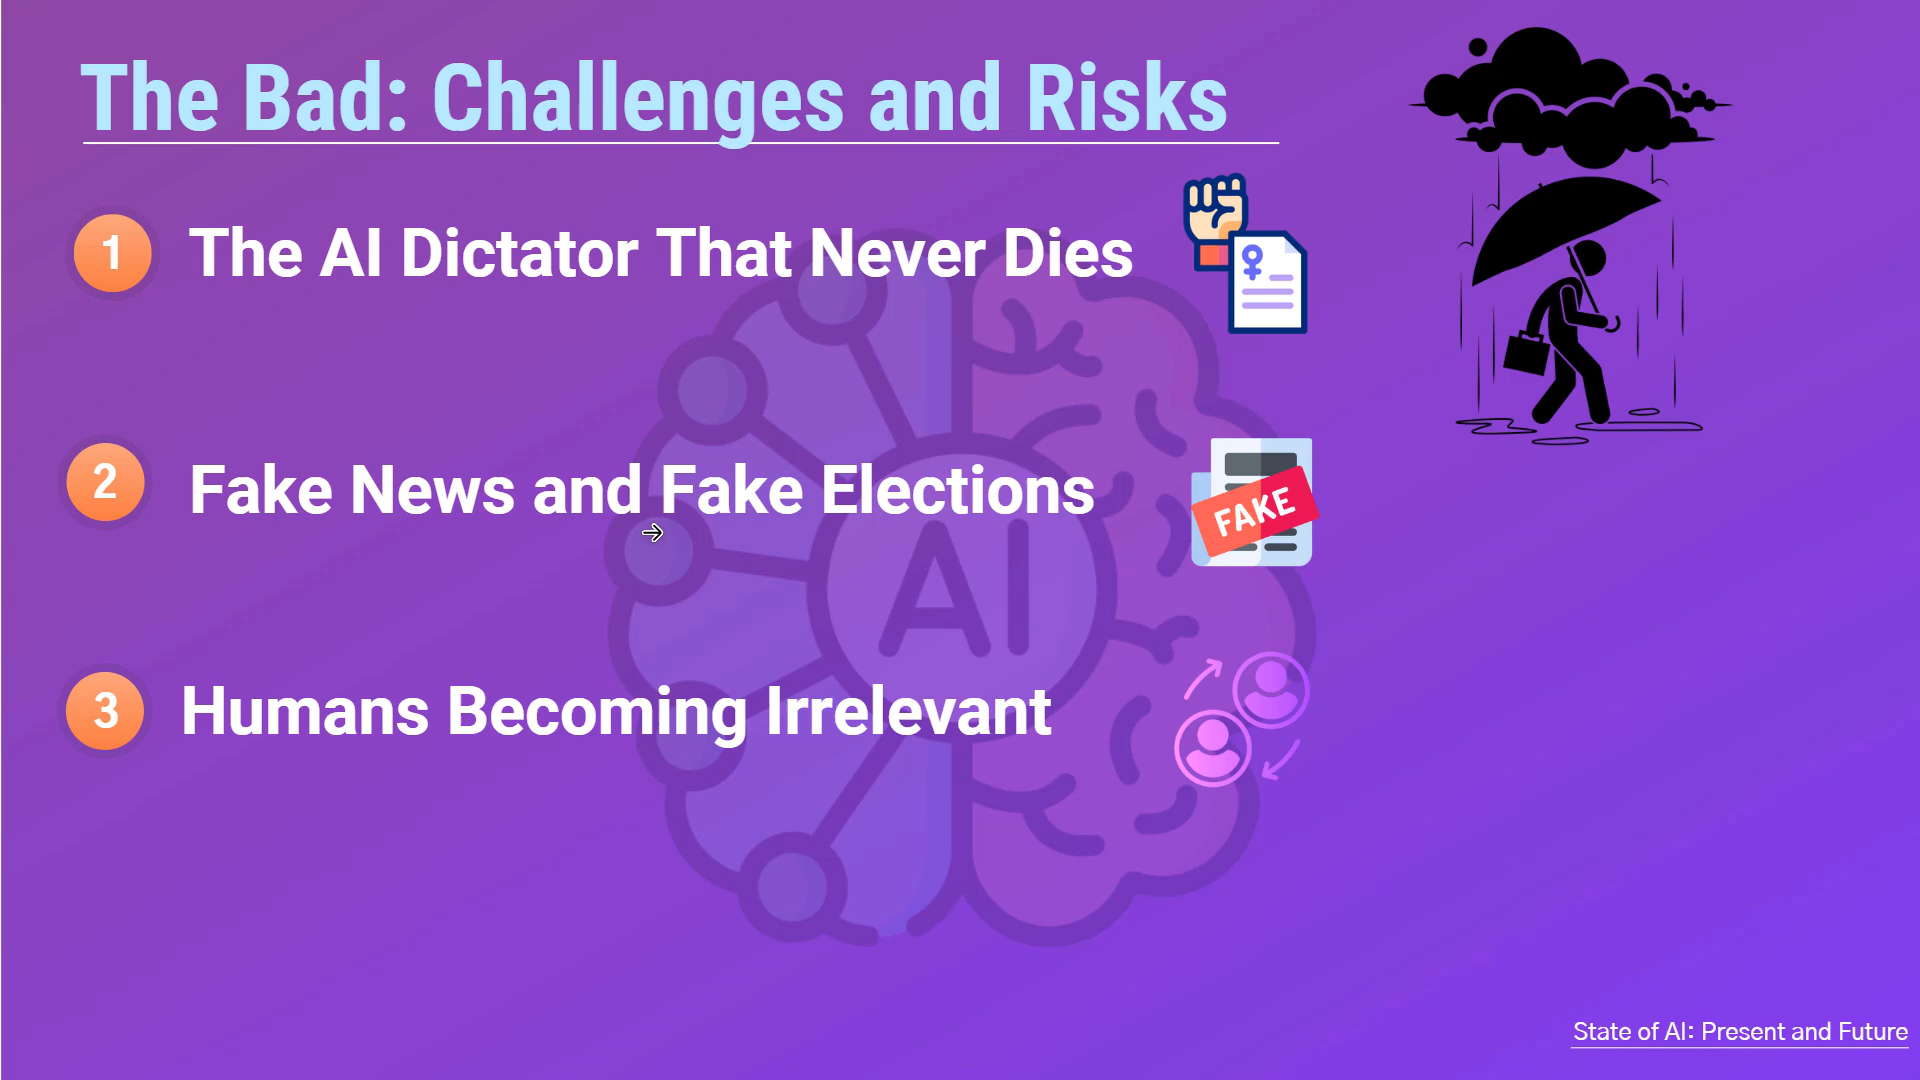 The Bad: Challenges and Risks
1
The AI Dictator That Never Dies
2
Fake News and Fake Elections
FAKE
AI
3
Humans Becoming Irrelevant
State of AI: Present and Future